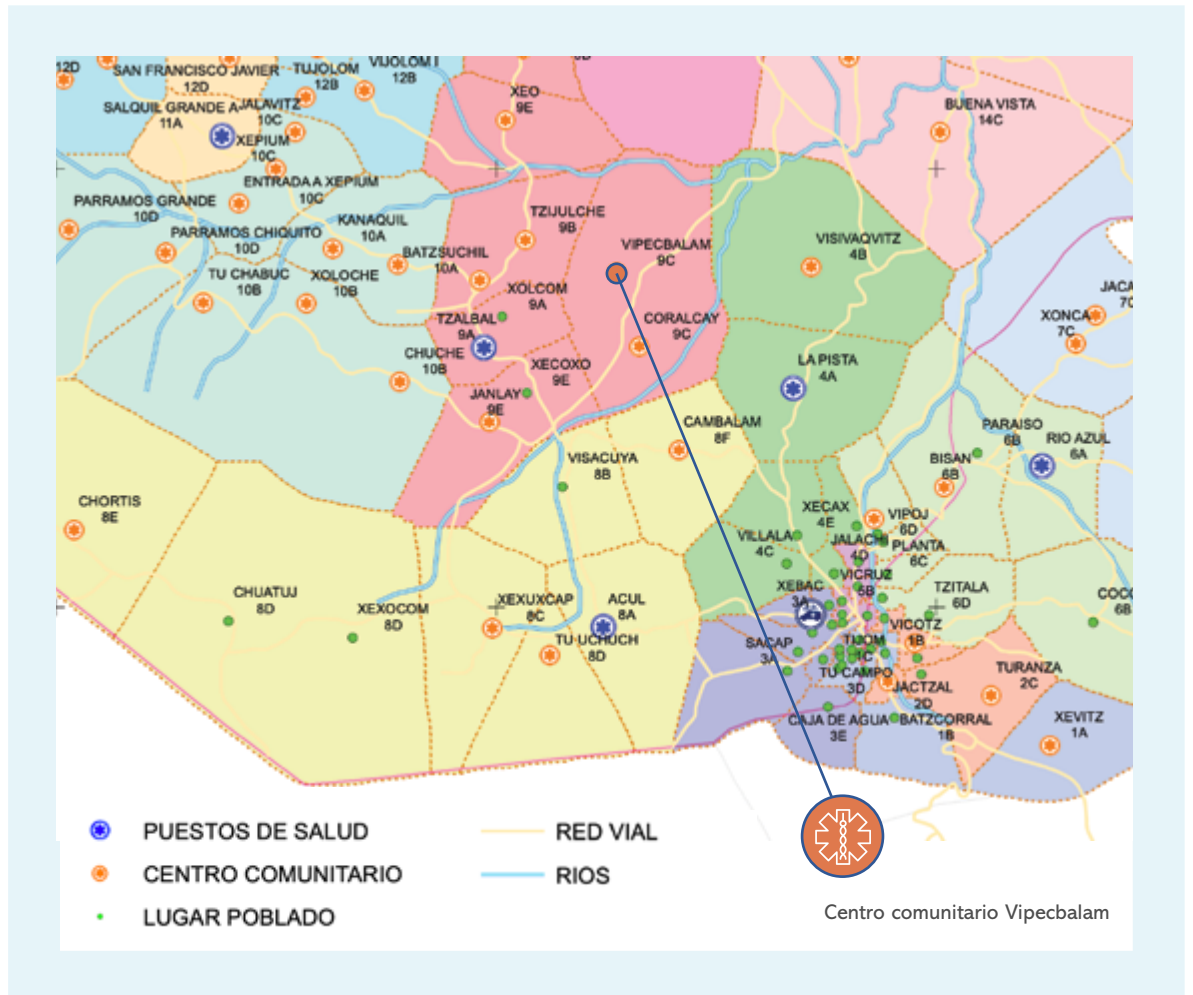 12D
SAN FRANCISCO JAVIER
12D
TUJOLOM
12B
VIJOLOM I
12B
SALQUIL GRANDE A
11A
JALAVITZ
10C
XEPIUM
10C
XEO
9E
BUENA VISTA
14C
ENTRADA A XEPIUM
10C
PARRAMOS GRANDE
10D
PARRAMOS CHIQUITO
10D
KANAQUIL
10A
TZIJULCHE
9B
VIPECBALAM
9C
VISIVAQVITZ
4B
BATZSUCHIL
10A
TU CHABUC
10B
XOLOCHE
10B
XOLCOM
9A
JACA
7C
XONCA
7C
TZALBAL
9A
CORALCAY
9C
CHUCHE
10B
XECOXO
9E
LA PISTA
4A
JANLAY
9E
CAMBALAM
8F
PARAISO
6B
RIO AZUL
6A
VISACUYA
8B
BISAN
6B
CHORTIS
8E
XECAX
4E
VIPOJ
6D
VILLALA
4C
JALACHI
4D
PLANTA
6C
VICRUZ
5B
XEBAC
3A
TZITALA
6D
CHUATUJ
8D
XEXOCOM
8D
XEXUXCAP
8C
ACUL
8A
COCO
6B
VICOTZ
1B
TU UCHUCH
8D
SACAP
3A
TIJOM
1C
TU CAMPO
3D
TURANZA
2C
JACTZAL
2D
CAJA DE AGUA
3E
BATZCORRAL
1B
XEVITZ
1A
PUESTOS DE SALUD
CENTRO COMUNITARIO
LUGAR POBLADO
RED VIAL
RIOS
Centro comunitario Vipecbalam